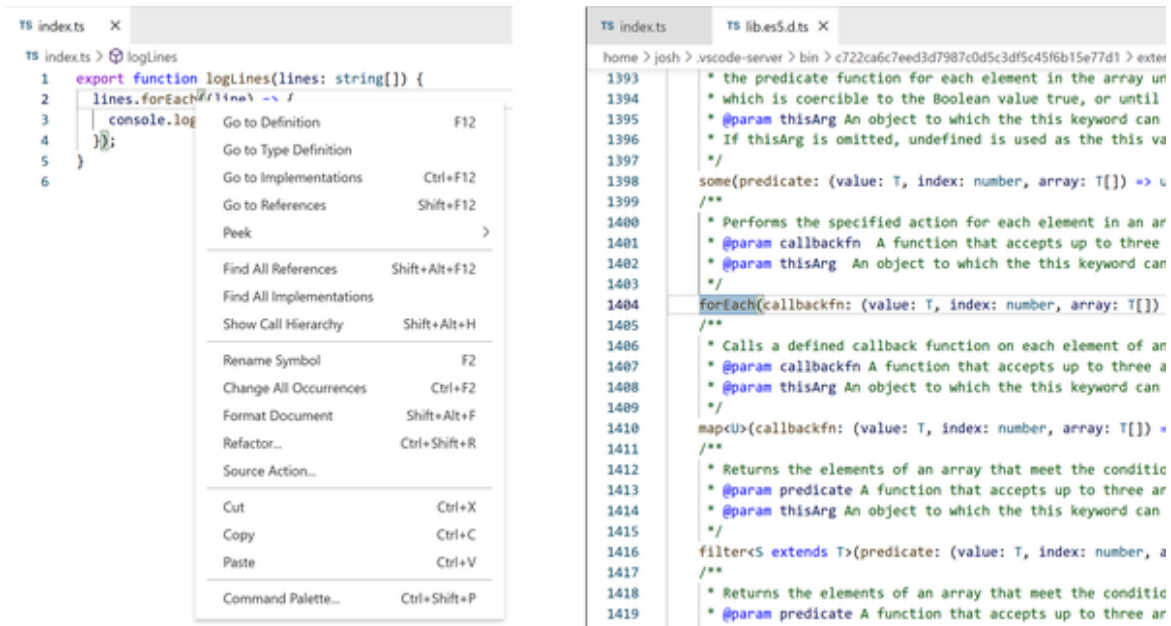 TS index.ts ×
TS index.ts > logLines
1 export function logLines(lines: string[]) {
2 lines.forEach((line) => {
3 console.log
4 });
5 }
6
Go to Definition F12
Go to Type Definition
Go to Implementations Ctrl+F12
Go to References Shift+F12
Peek >
Find All References Shift+Alt+F12
Find All Implementations
Show Call Hierarchy Shift+Alt+H
Rename Symbol F2
Change All Occurrences Ctrl+F2
Format Document Shift+Alt+F
Refactor... Ctrl+Shift+R
Source Action...
Cut Ctrl+X
Copy Ctrl+C
Paste Ctrl+V
Command Palette... Ctrl+Shift+P
TS index.ts TS lib.es5.d.ts ×
home > josh > .vscode-server > bin > c722ca6c7eed3d7987c0d5c3df5c45f6b15e77d1 > exter
1393 * the predicate function for each element in the array un
1394 * which is coercible to the Boolean value true, or until
1395 * @param thisArg An object to which the this keyword can
1396 * If thisArg is omitted, undefined is used as the this va
1397 */
1398 some(predicate: (value: T, index: number, array: T[]) => u
1399 /**
1400 * Performs the specified action for each element in an ar
1401 * @param callbackfn A function that accepts up to three
1402 * @param thisArg An object to which the this keyword can
1403 */
1404 forEach(callbackfn: (value: T, index: number, array: T[])
1405 /**
1406 * Calls a defined callback function on each element of an
1407 * @param callbackfn A function that accepts up to three a
1408 * @param thisArg An object to which the this keyword can
1409 */
1410 map<U>(callbackfn: (value: T, index: number, array: T[]) =
1411 /**
1412 * Returns the elements of an array that meet the conditio
1413 * @param predicate A function that accepts up to three ar
1414 * @param thisArg An object to which the this keyword can
1415 */
1416 filter<S extends T>(predicate: (value: T, index: number, a
1417 /**
1418 * Returns the elements of an array that meet the conditio
1419 * @param predicate A function that accepts up to three ar